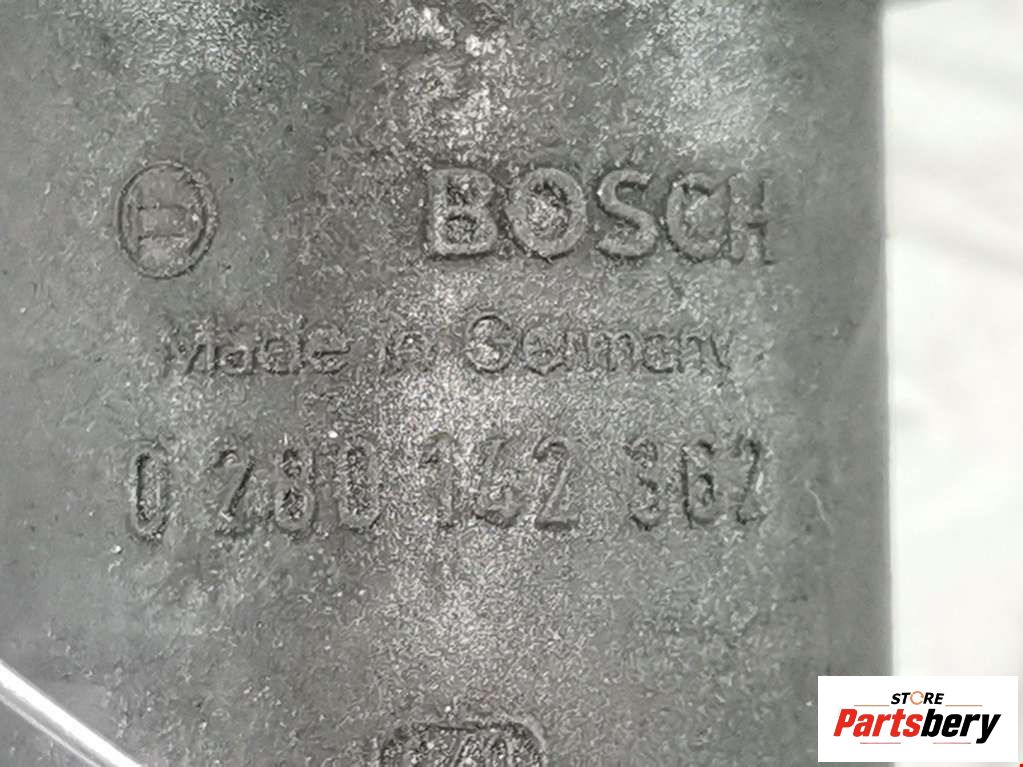 BOSCH
Made in Germany
0 280 142 362
STORE
Partsbery